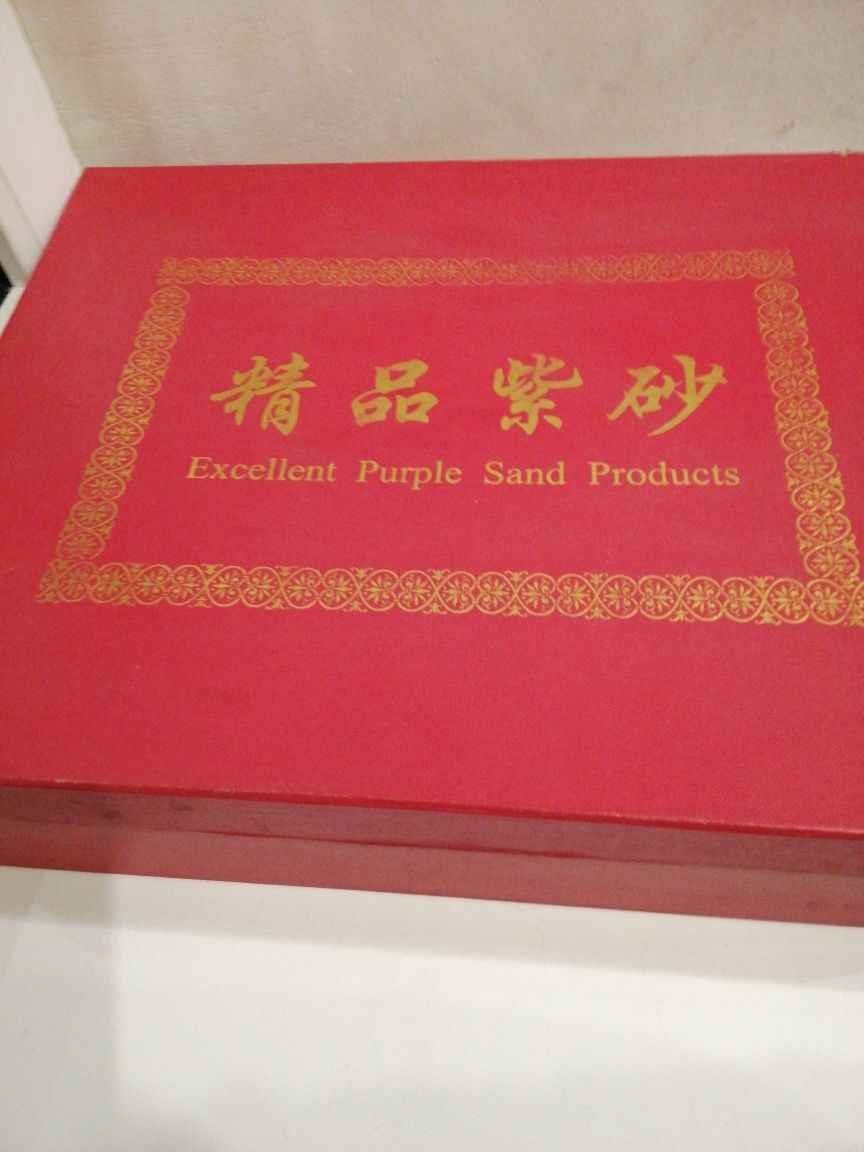 精品紫砂
Excellent Purple Sand Products